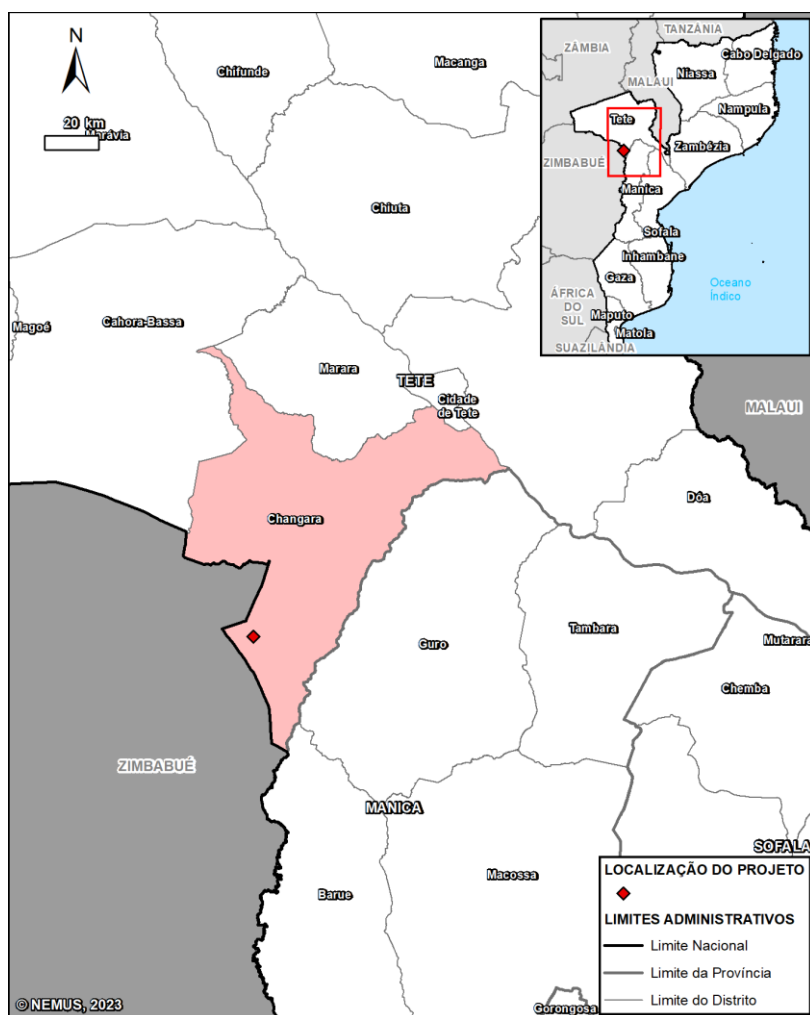 N
20 km
Marávia
Chifunde
Macanga
Chiuta
Magoé
Cahora-Bassa
Marara
TETE
Cidade
de Tete
MALAUI
Changara
Dôa
Guro
Tambara
Mutarara
Chemba
ZIMBABUÉ
MANICA
SOFALA
Barue
Macossa
Gorongosa
© NEMUS, 2023
TANZÂNIA
ZÂMBIA
Cabo Delgado
MALAUI
Niassa
Tete
Nampula
ZIMBABUÉ
Zambézia
Manica
Sofala
Inhambane
Gaza
Oceano
Índico
ÁFRICA
DO
SUL
Maputo
Matola
SUAZILÂNDIA
LOCALIZAÇÃO DO PROJETO
LIMITES ADMINISTRATIVOS
Limite Nacional
Limite da Província
Limite do Distrito